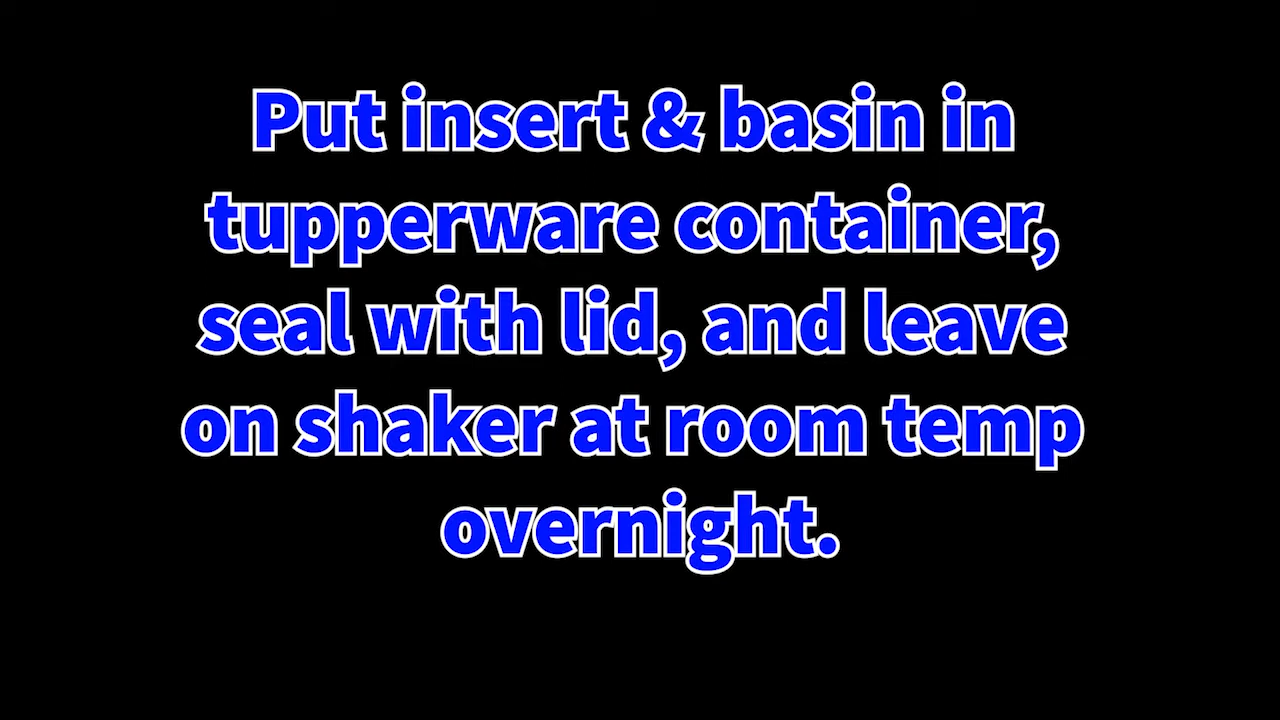 Put insert & basin in
tupperware container,
seal with lid, and leave
on shaker at room temp
overnight.